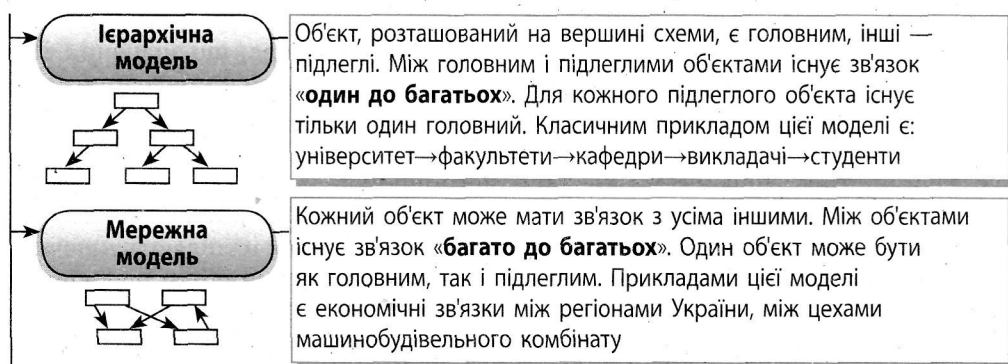 Ієрархічна
модель
Об'єкт, розташований на вершині схеми, є головним, інші —
підлеглі. Між головним і підлеглими об'єктами існує зв'язок
«один до багатьох». Для кожного підлеглого об'єкта існує
тільки один головний. Класичним прикладом цієї моделі є:
університет→факультети→кафедри→викладачі→студенти
Мережна
модель
Кожний об'єкт може мати зв'язок з усіма іншими. Між об'єктами
існує зв'язок «багато до багатьох». Один об'єкт може бути
як головним, так і підлеглим. Прикладами цієї моделі
є економічні зв'язки між регіонами України, між цехами
машинобудівельного комбінату